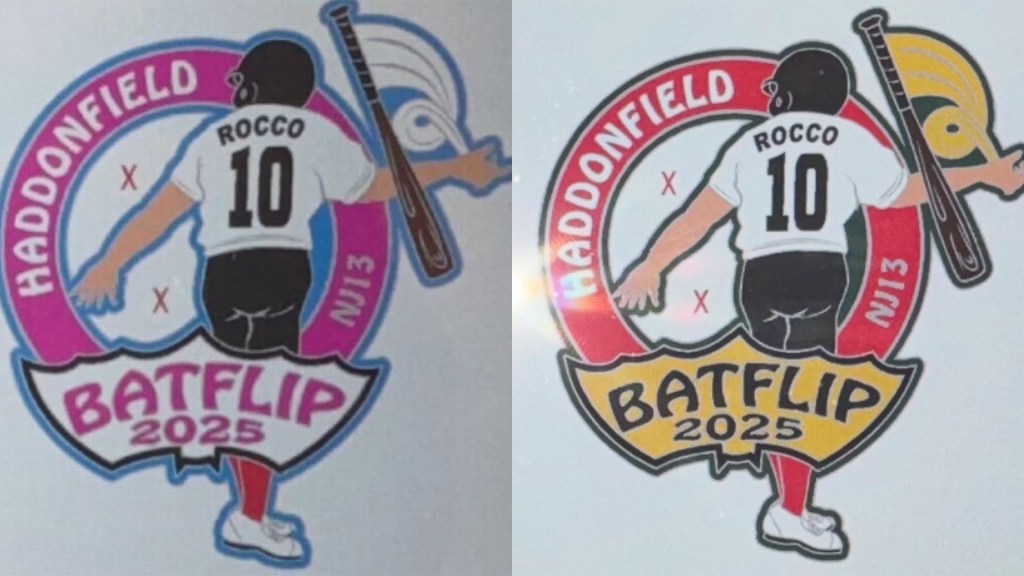 HADDONFIELD
ROCCO
10
X
X
NJ13
BATFLIP
2025
HADDONFIELD
ROCCO
10
X
X
NJ13
BATFLIP
2025